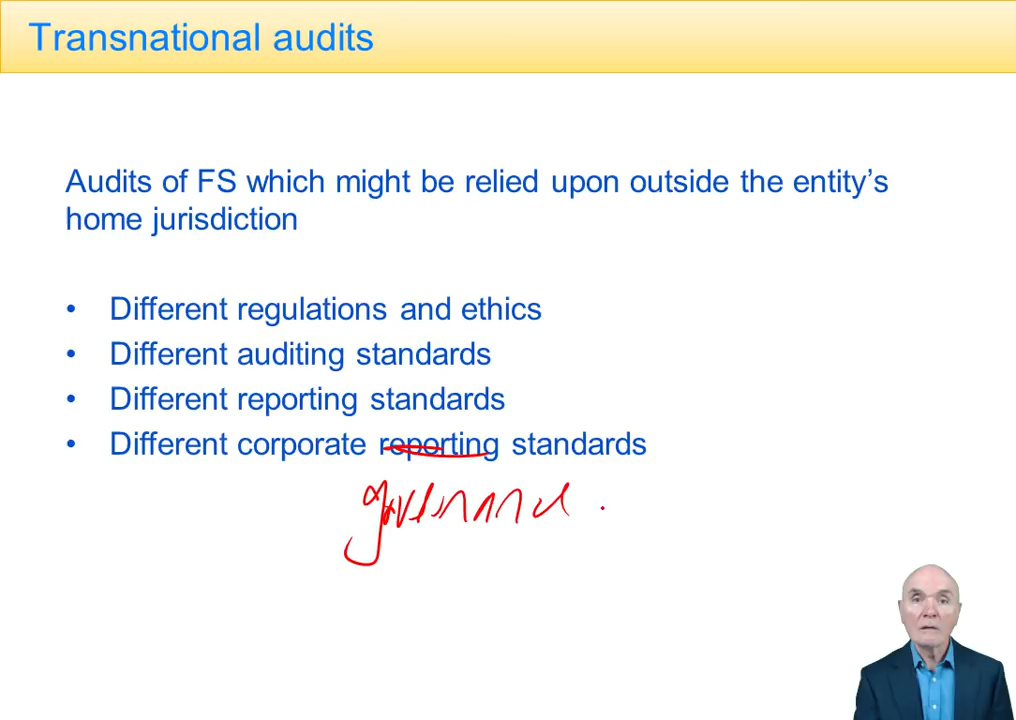 Transnational audits
Audits of FS which might be relied upon outside the entity’s
home jurisdiction
• Different regulations and ethics
• Different auditing standards
• Different reporting standards
• Different corporate reporting standards
governance